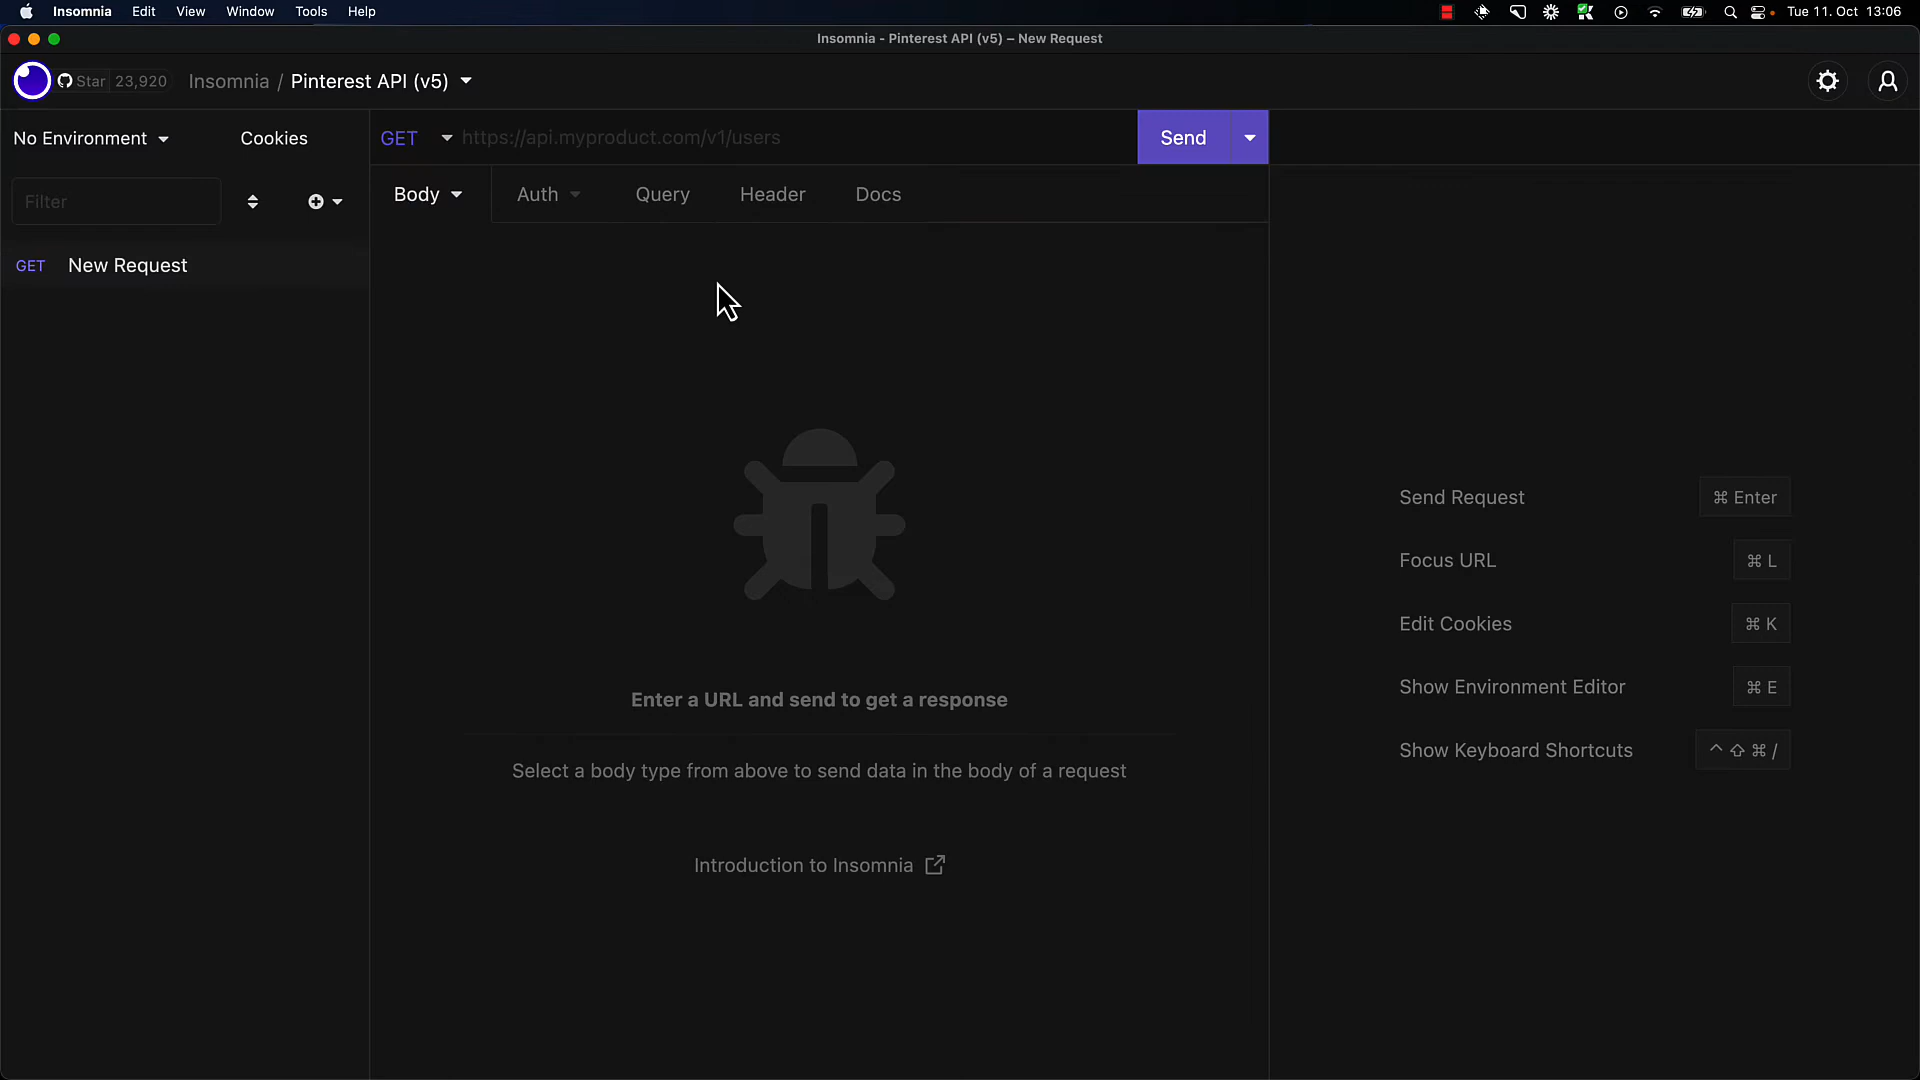 Insomnia Edit View Window Tools Help Tue 11. Oct 13:06
Insomnia - Pinterest API (v5) – New Request
Star 23,920 Insomnia / Pinterest API (v5)
No Environment Cookies GET https://api.myproduct.com/v1/users Send
Body Auth Query Header Docs
Filter
GET New Request
Send Request ⌘ Enter
Focus URL ⌘ L
Edit Cookies ⌘ K
Show Environment Editor ⌘ E
Enter a URL and send to get a response
Show Keyboard Shortcuts ⌃ ⇧ ⌘ /
Select a body type from above to send data in the body of a request
Introduction to Insomnia